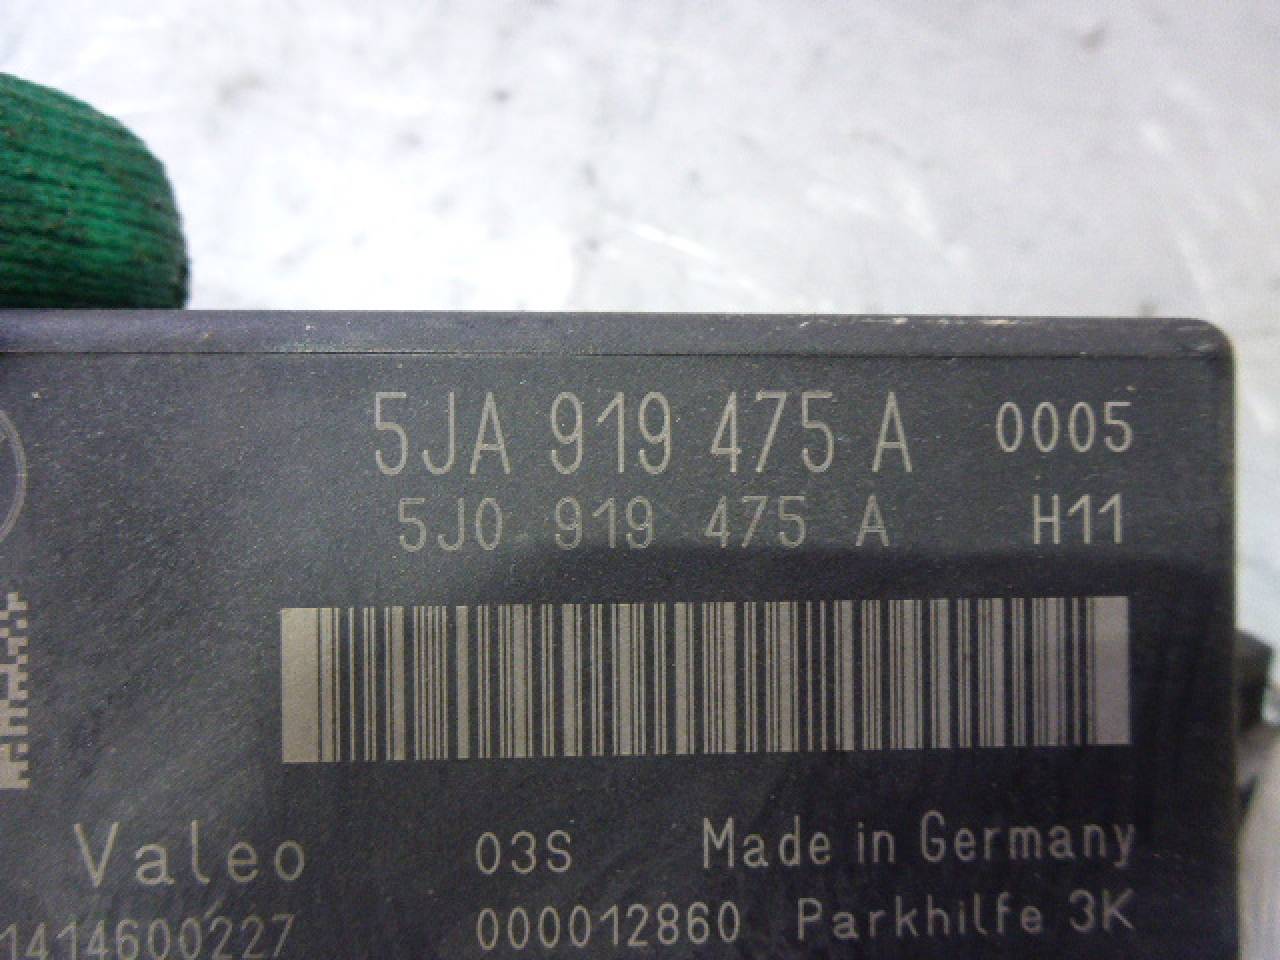 5JA 919 475 A 0005
5J0 919 475 A H11
Valeo 03S Made in Germany
1414600227 000012860 Parkhilfe 3K